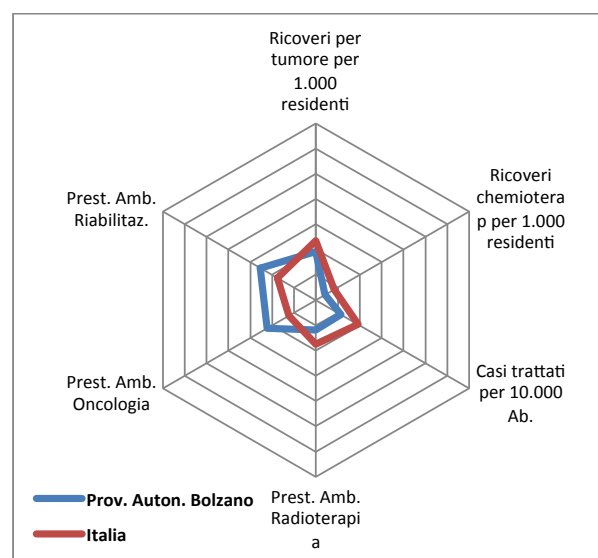 Ricoveri per
tumore per
1.000
residenti
Ricoveri
chemiotera
p per 1.000
residenti
Casi trattati
per 10.000
Ab.
Prest. Amb.
Radioterapi
a
Prest. Amb.
Oncologia
Prest. Amb.
Riabilitaz.
Prov. Auton. Bolzano
Italia